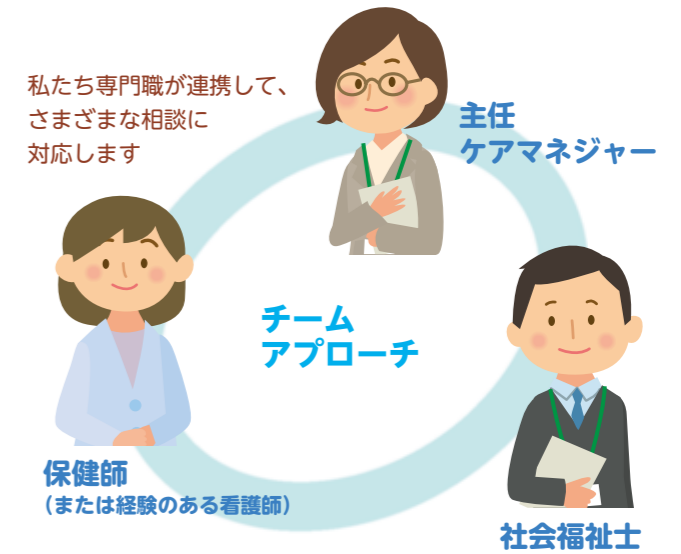 私たち専門職が連携して、
さまざまな相談に
対応します
主任
ケアマネジャー
チーム
アプローチ
保健師
（または経験のある看護師）
社会福祉士